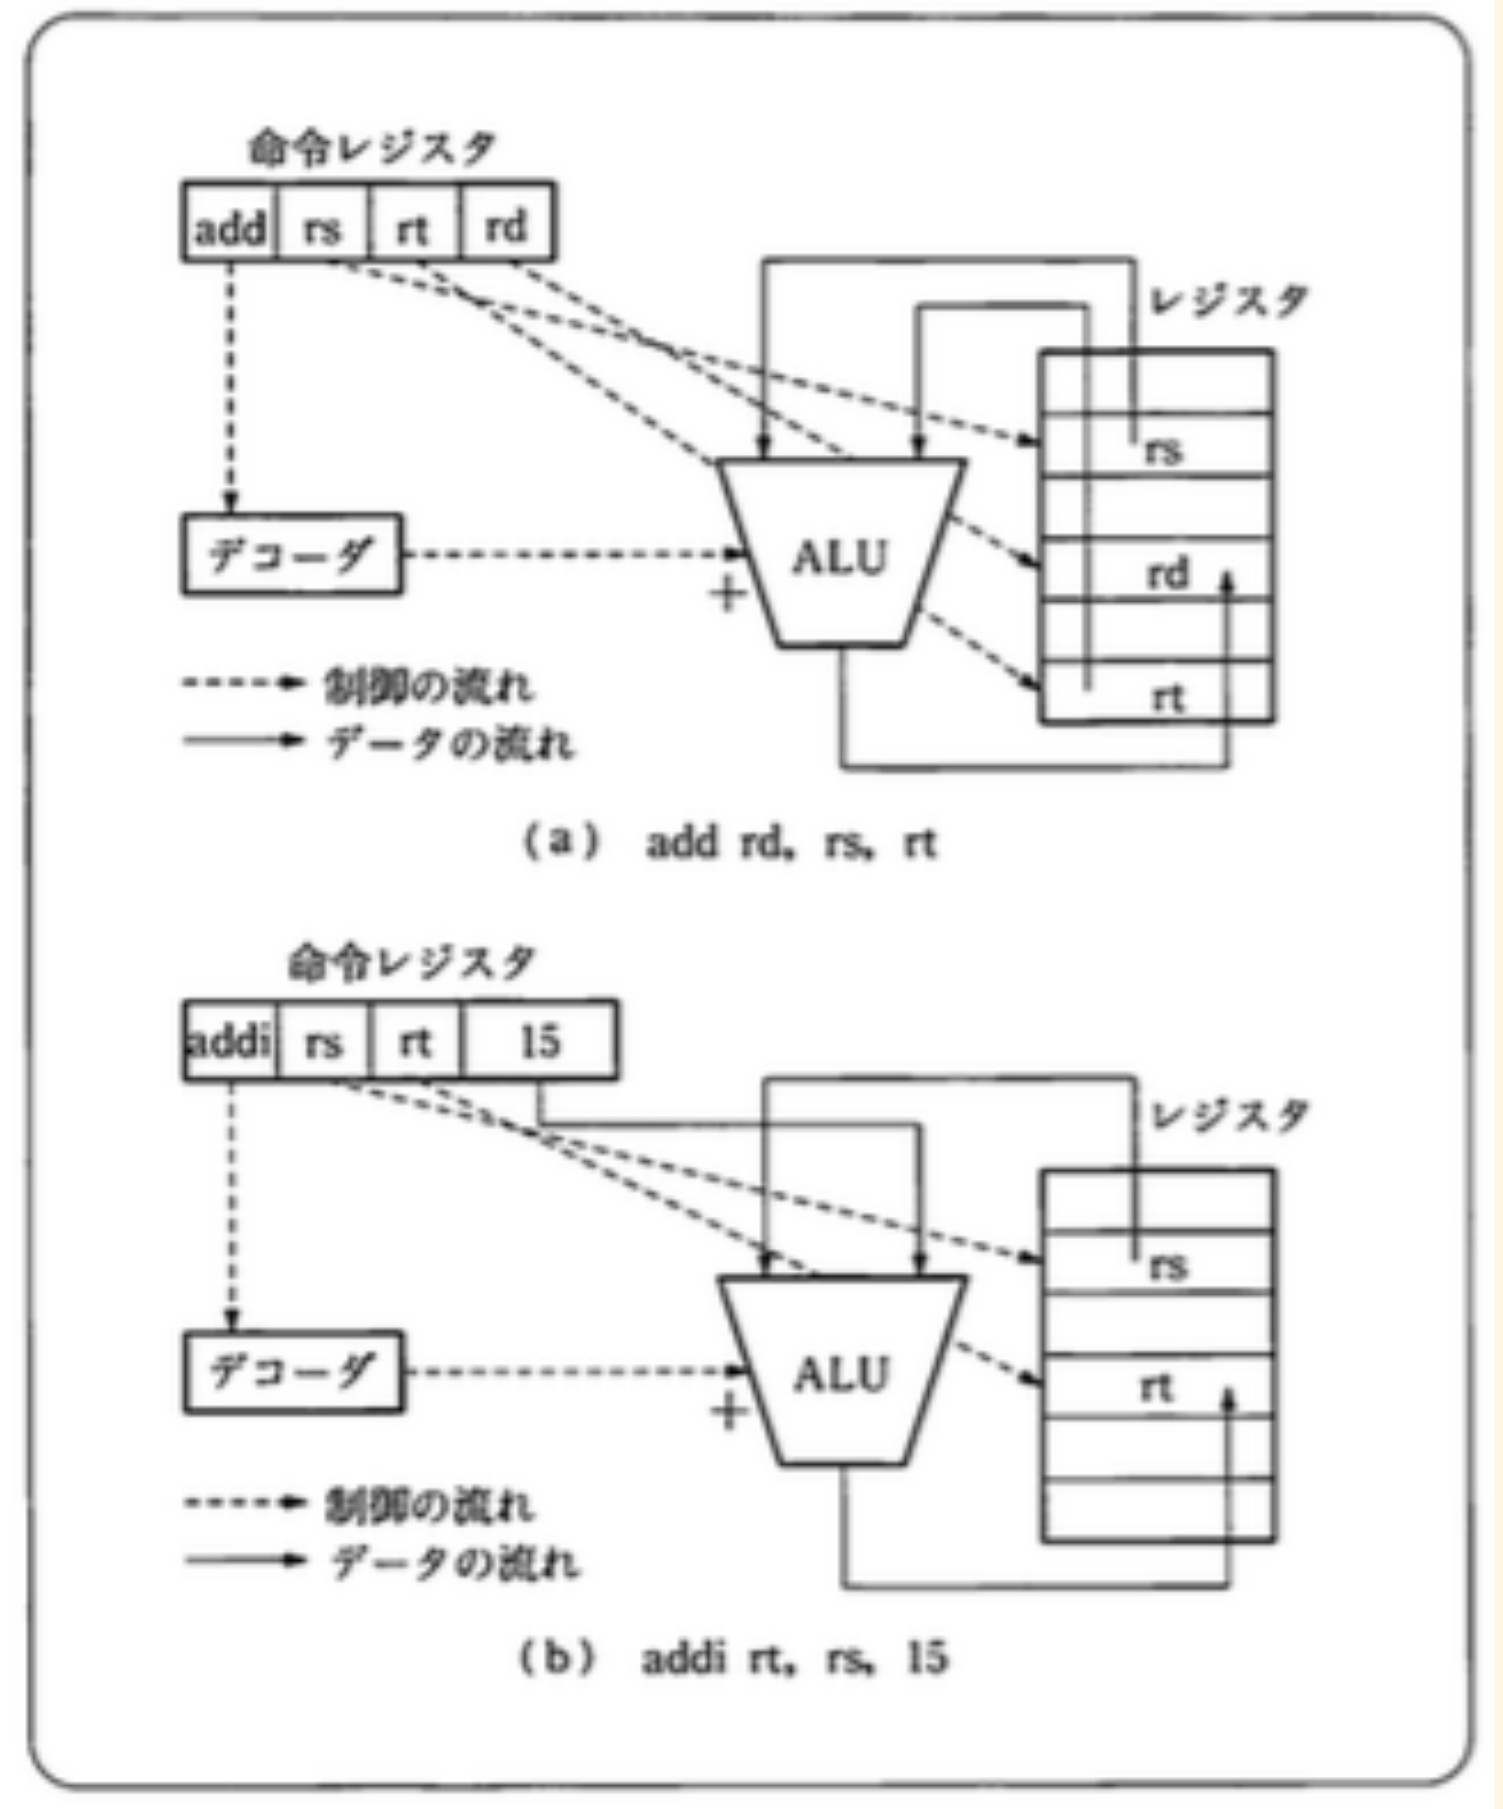 命令レジスタ
add rs rt rd
レジスタ
rs
デコーダ
+
ALU
rd
制御の流れ
rt
データの流れ
(a) add rd, rs, rt
命令レジスタ
addi rs rt 15
レジスタ
rs
デコーダ
+
ALU
rt
制御の流れ
データの流れ
(b) addi rt, rs, 15